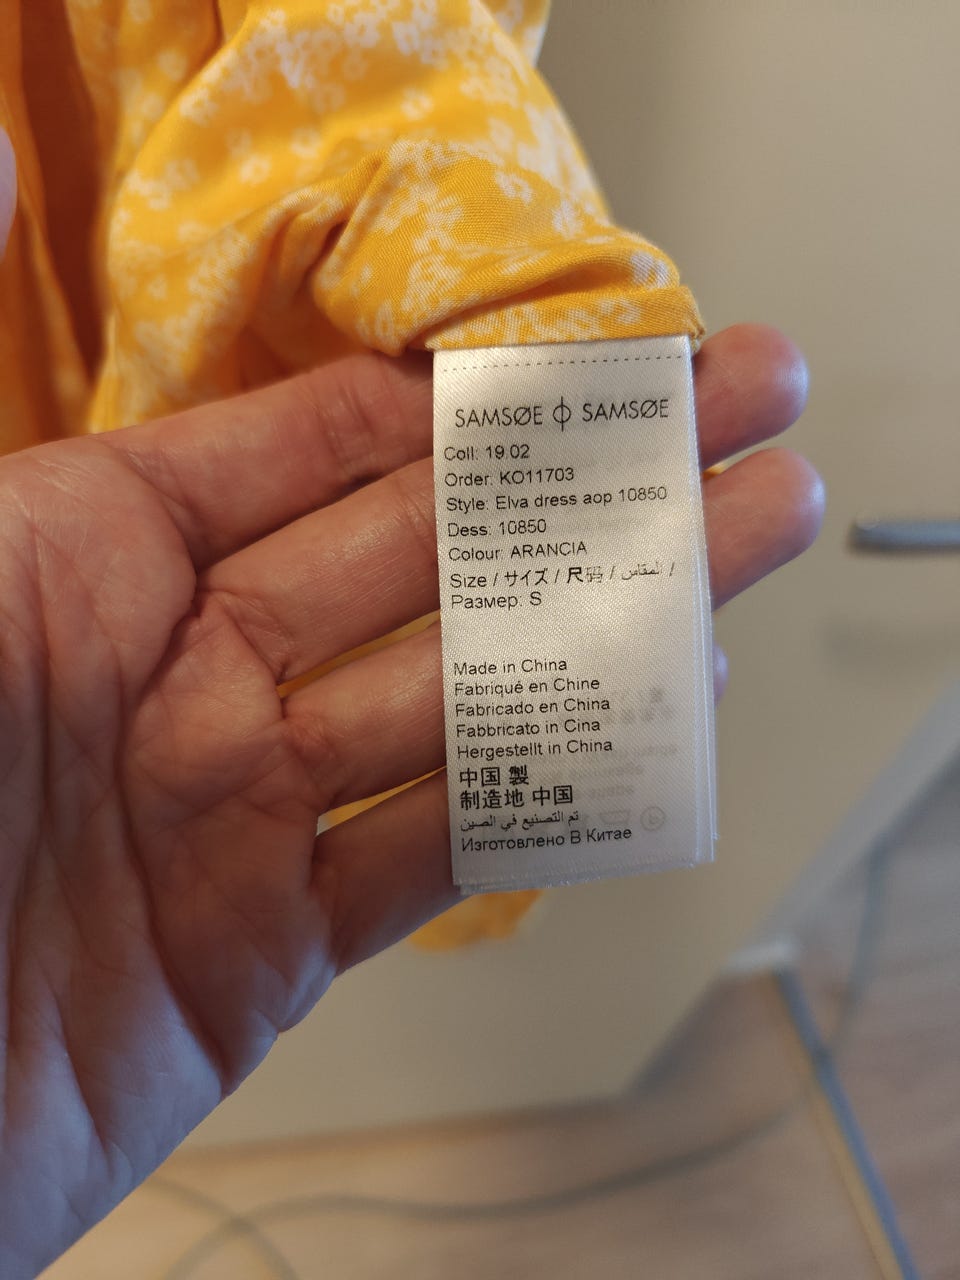 SAMSØE ϕ SAMSØE
Coll: 19.02
Order: KO11703
Style: Elva dress aop 10850
Dess: 10850
Colour: ARANCIA
Size / サイズ / 尺码 / المقاس /
Размер: S
Made in China
Fabriqué en Chine
Fabricado en China
Fabbricato in Cina
Hergestellt in China
中国 製
制造地 中国
تم التصنيع في الصين
Изготовлено В Китае